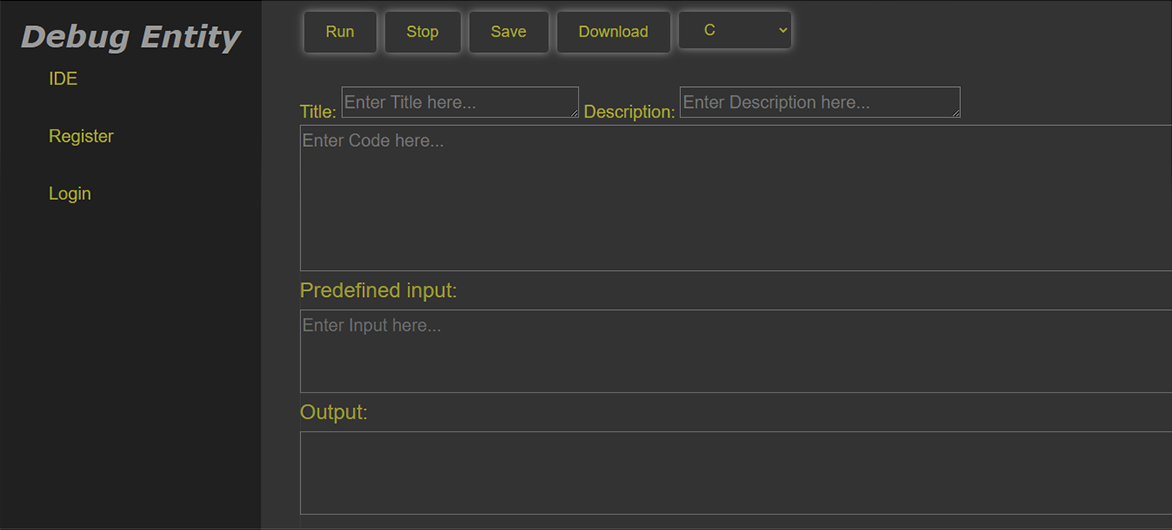 Debug Entity
IDE
Register
Login
Run Stop Save Download C
Title: Enter Title here... Description: Enter Description here...
Enter Code here...
Predefined input:
Enter Input here...
Output: